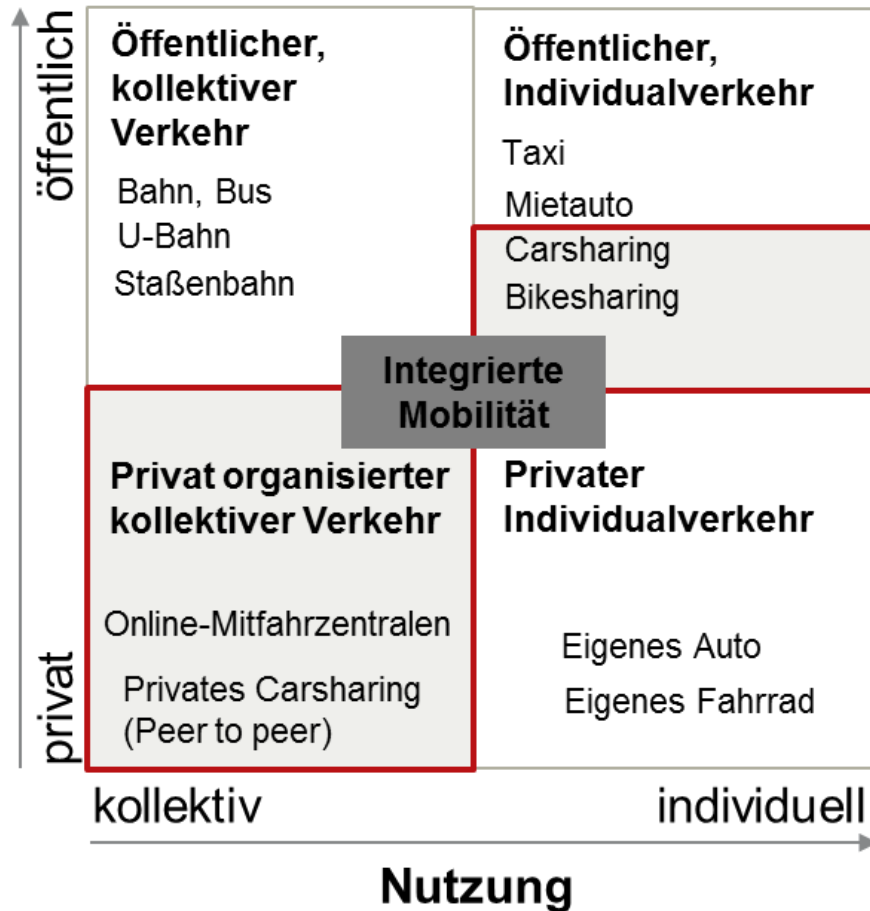 öffentlich
Öffentlicher,
kollektiver
Verkehr
Bahn, Bus
U-Bahn
Staßenbahn
Öffentlicher,
Individualverkehr
Taxi
Mietauto
Carsharing
Bikesharing
Integrierte
Mobilität
privat
Privat organisierter
kollektiver Verkehr
Online-Mitfahrzentralen
Privates Carsharing
(Peer to peer)
Privater
Individualverkehr
Eigenes Auto
Eigenes Fahrrad
kollektiv
individuell
Nutzung